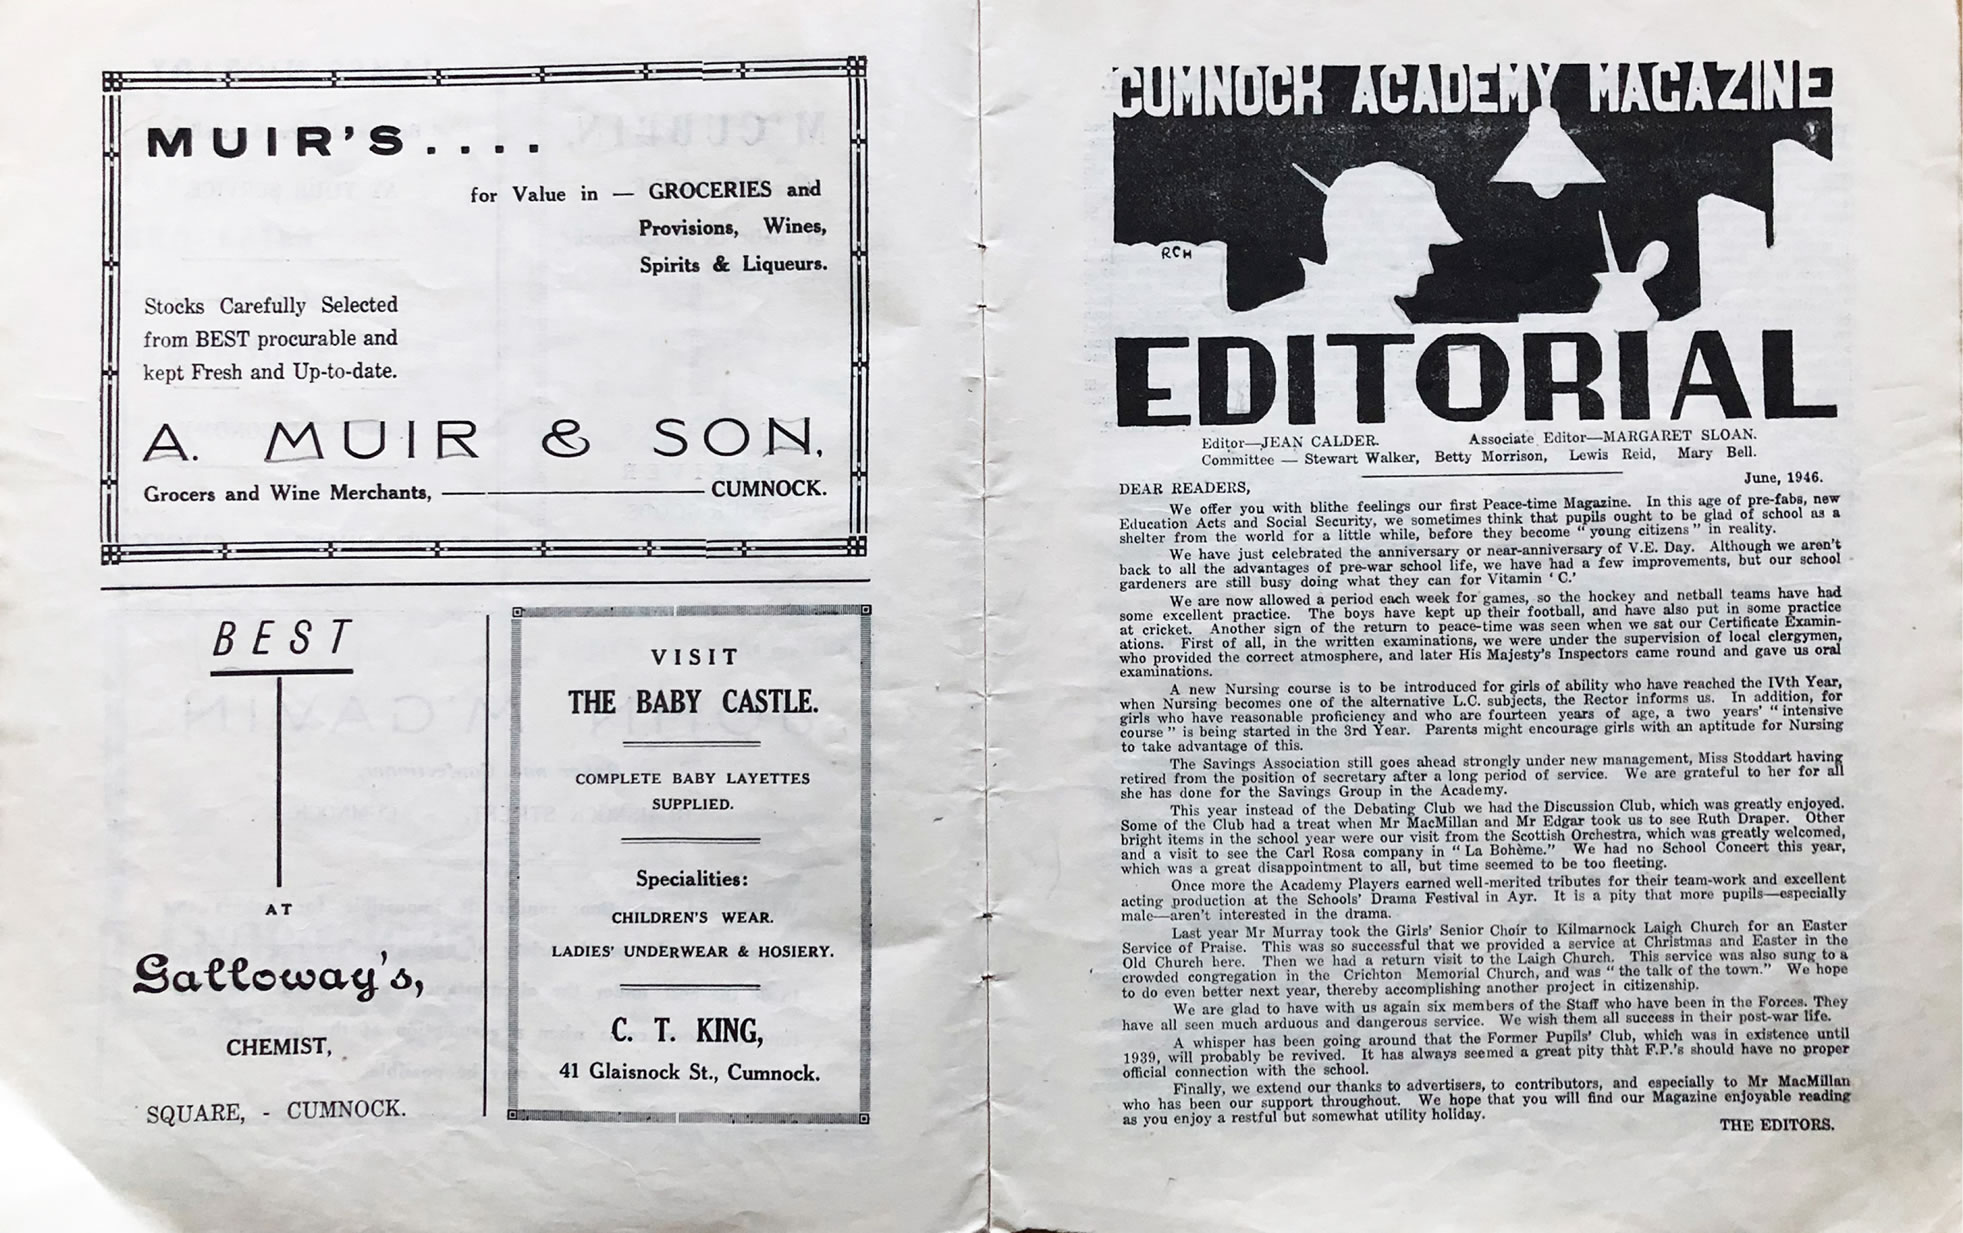 MUIR'S....
for Value in — GROCERIES and
Provisions, Wines,
Spirits & Liqueurs.
Stocks Carefully Selected
from BEST procurable and
kept Fresh and Up-to-date.
A. MUIR & SON,
Grocers and Wine Merchants, ——— CUMNOCK.
BEST
AT
Galloway's,
CHEMIST,
SQUARE, - CUMNOCK.
VISIT
THE BABY CASTLE.
COMPLETE BABY LAYETTES
SUPPLIED.
Specialities:
CHILDREN'S WEAR.
LADIES' UNDERWEAR & HOSIERY.
C. T. KING,
41 Glaisnock St., Cumnock.
CUMNOCK ACADEMY MAGAZINE
RCH
EDITORIAL
Editor—JEAN CALDER. Associate Editor—MARGARET SLOAN.
Committee — Stewart Walker, Betty Morrison, Lewis Reid, Mary Bell.
June, 1946.
DEAR READERS,
We offer you with blithe feelings our first Peace-time Magazine. In this age of pre-fabs, new
Education Acts and Social Security, we sometimes think that pupils ought to be glad of school as a
shelter from the world for a little while, before they become "young citizens" in reality.
We have just celebrated the anniversary or near-anniversary of V.E. Day. Although we aren't
back to all the advantages of pre-war school life, we have had a few improvements, but our school
gardeners are still busy doing what they can for Vitamin 'C.'
We are now allowed a period each week for games, so the hockey and netball teams have had
some excellent practice. The boys have kept up their football, and have also put in some practice
at cricket. Another sign of the return to peace-time was seen when we sat our Certificate Examin-
ations. First of all, in the written examinations, we were under the supervision of local clergymen,
who provided the correct atmosphere, and later His Majesty's Inspectors came round and gave us oral
examinations.
A new Nursing course is to be introduced for girls of ability who have reached the IVth Year,
when Nursing becomes one of the alternative L.C. subjects, the Rector informs us. In addition, for
girls who have reasonable proficiency and who are fourteen years of age, a two years' "intensive
course" is being started in the 3rd Year. Parents might encourage girls with an aptitude for Nursing
to take advantage of this.
The Savings Association still goes ahead strongly under new management, Miss Stoddart having
retired from the position of secretary after a long period of service. We are grateful to her for all
she has done for the Savings Group in the Academy.
This year instead of the Debating Club we had the Discussion Club, which was greatly enjoyed.
Some of the Club had a treat when Mr MacMillan and Mr Edgar took us to see Ruth Draper. Other
bright items in the school year were our visit from the Scottish Orchestra, which was greatly welcomed,
and a visit to see the Carl Rosa company in "La Bohème." We had no School Concert this year,
which was a great disappointment to all, but time seemed to be too fleeting.
Once more the Academy Players earned well-merited tributes for their team-work and excellent
acting production at the Schools' Drama Festival in Ayr. It is a pity that more pupils—especially
male—aren't interested in the drama.
Last year Mr Murray took the Girls' Senior Choir to Kilmarnock Laigh Church for an Easter
Service of Praise. This was so successful that we provided a service at Christmas and Easter in the
Old Church here. Then we had a return visit to the Laigh Church. This service was also sung to a
crowded congregation in the Crichton Memorial Church, and was "the talk of the town." We hope
to do even better next year, thereby accomplishing another project in citizenship.
We are glad to have with us again six members of the Staff who have been in the Forces. They
have all seen much arduous and dangerous service. We wish them all success in their post-war life.
A whisper has been going around that the Former Pupils' Club, which was in existence until
1939, will probably be revived. It has always seemed a great pity that F.P.'s should have no proper
official connection with the school.
Finally, we extend our thanks to advertisers, to contributors, and especially to Mr MacMillan
who has been our support throughout. We hope that you will find our Magazine enjoyable reading
as you enjoy a restful but somewhat utility holiday.
THE EDITORS.